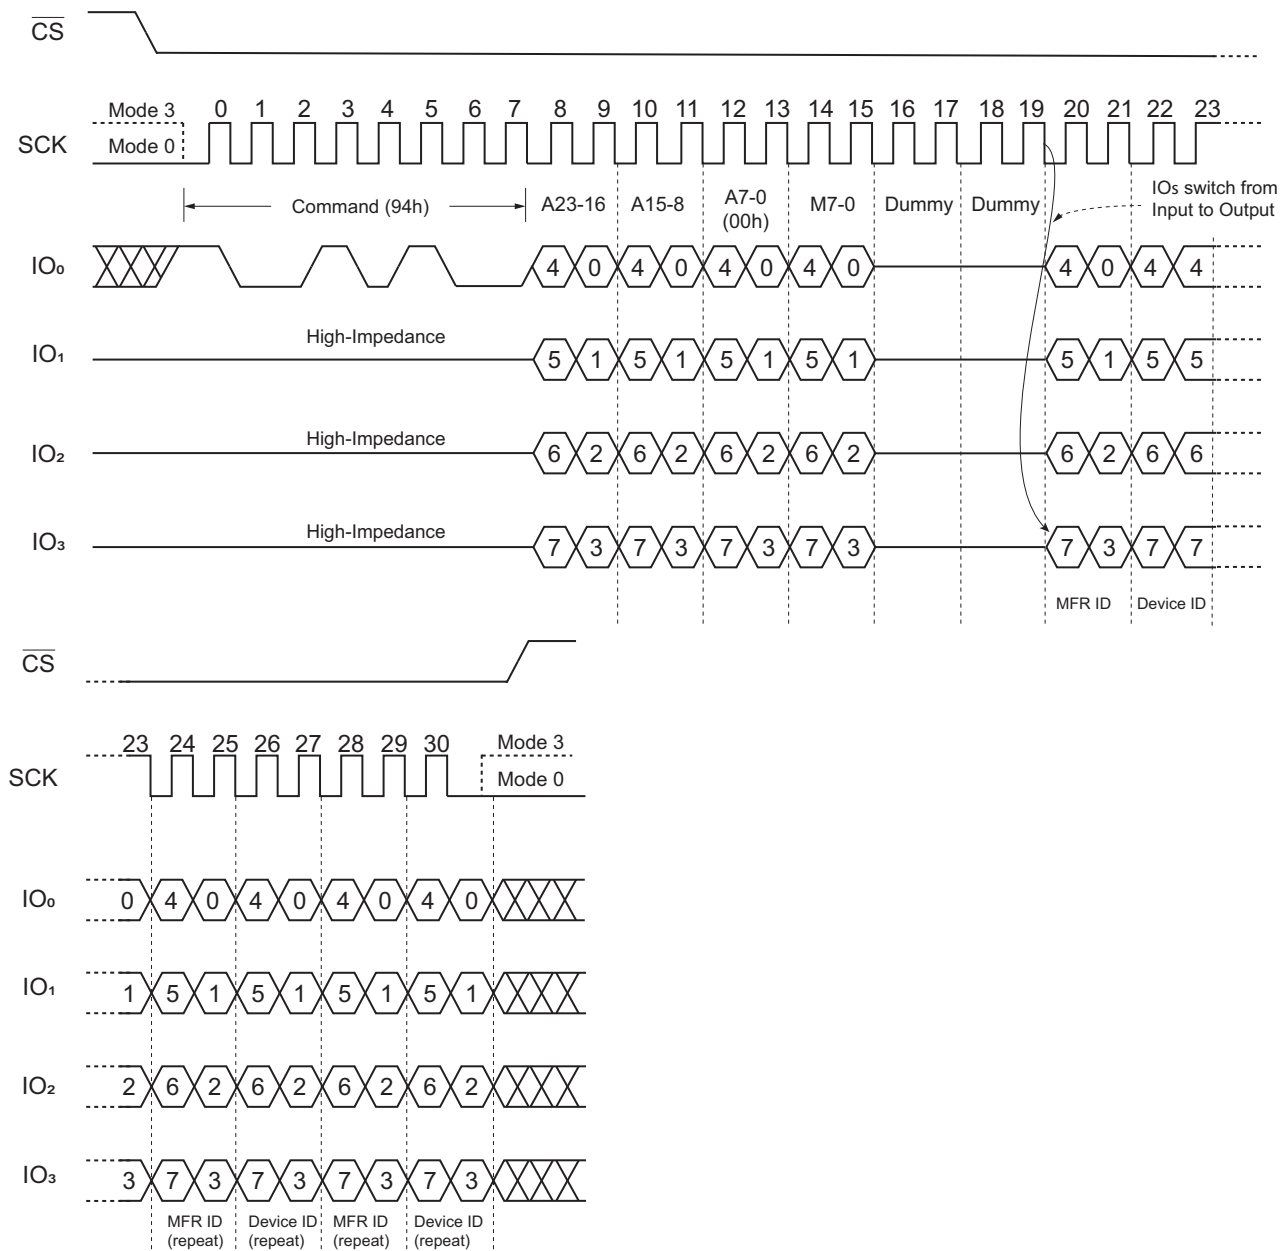 CS
Mode 3 0 1 2 3 4 5 6 7 8 9 10 11 12 13 14 15 16 17 18 19 20 21 22 23
SCK Mode 0
Command (94h) A23-16 A15-8 A7-0 M7-0 Dummy Dummy IOs switch from
(00h) Input to Output
IO₀ 4 0 4 0 4 0 4 0 4 0 4 4
High-Impedance
IO₁ 5 1 5 1 5 1 5 1 5 1 5 5
High-Impedance
IO₂ 6 2 6 2 6 2 6 2 6 2 6 6
High-Impedance
IO₃ 7 3 7 3 7 3 7 3 7 3 7 7
MFR ID Device ID
CS
23 24 25 26 27 28 29 30 Mode 3
SCK Mode 0
IO₀ 0 4 0 4 0 4 0 4 0
IO₁ 1 5 1 5 1 5 1 5 1
IO₂ 2 6 2 6 2 6 2 6 2
IO₃ 3 7 3 7 3 7 3 7 3
MFR ID Device ID MFR ID Device ID
(repeat) (repeat) (repeat) (repeat)